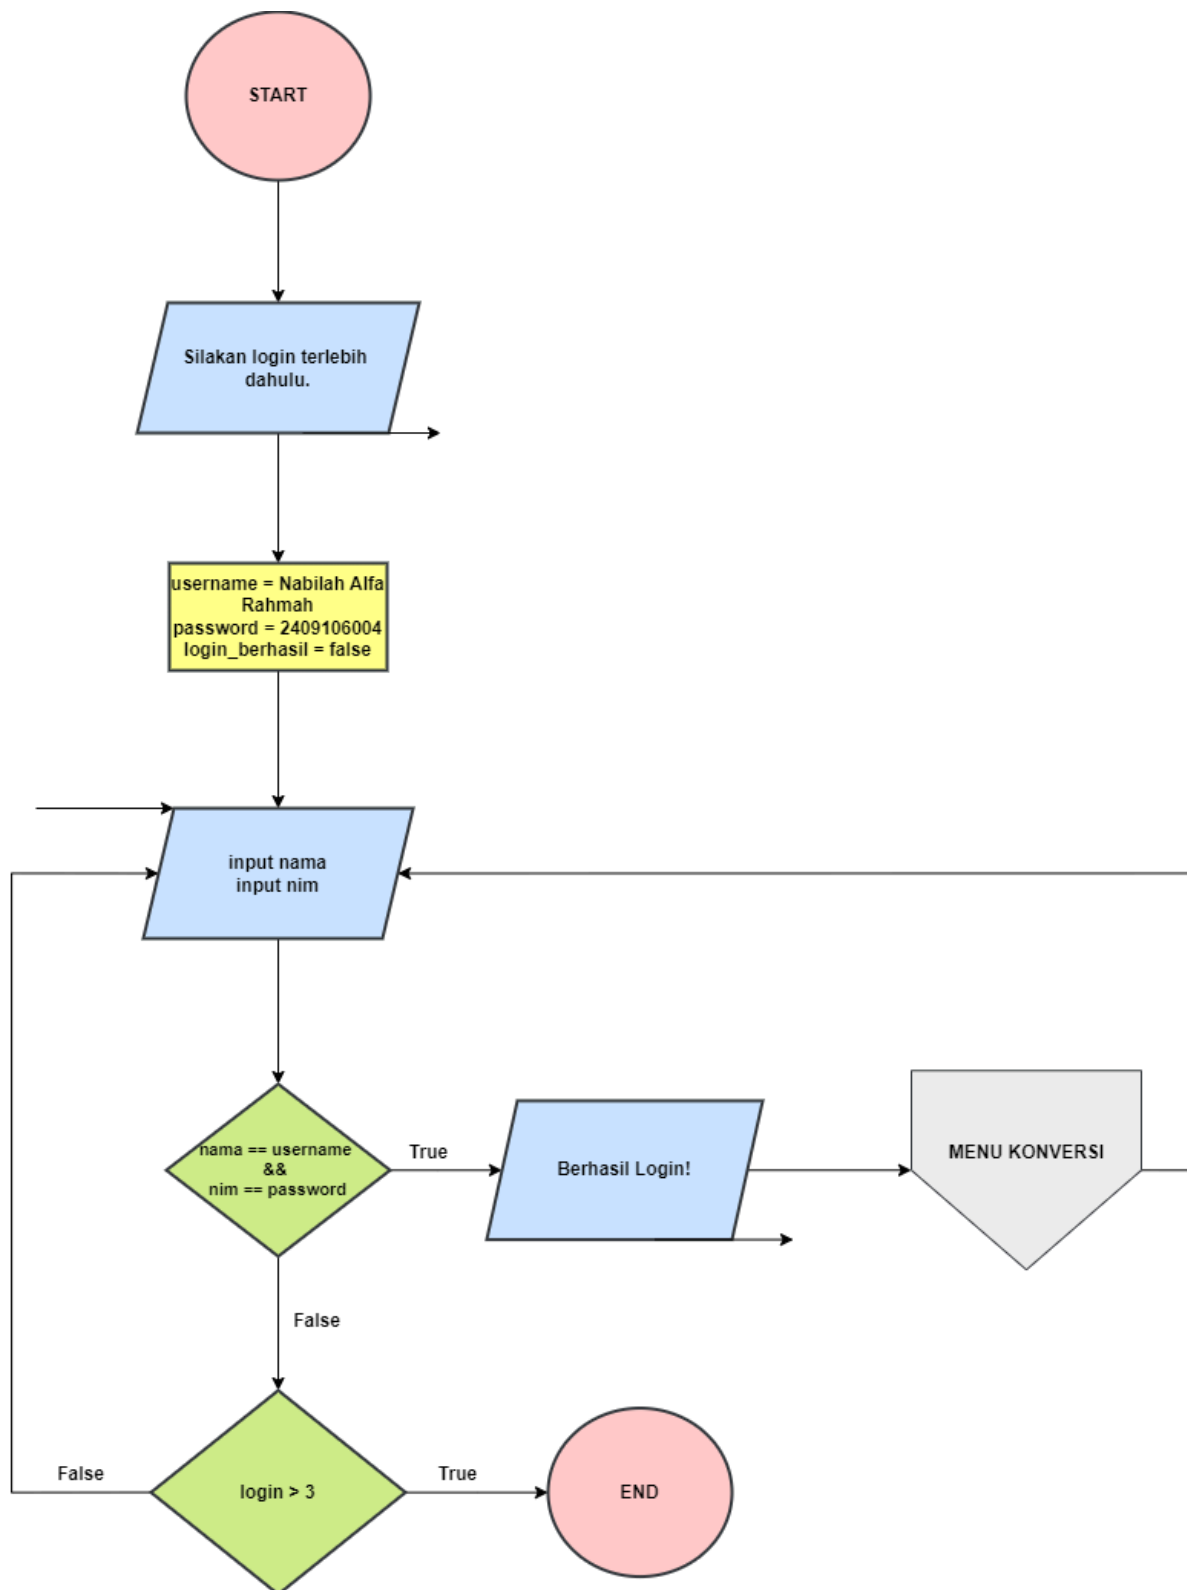 START
Silakan login terlebih
dahulu.
username = Nabilah Alfa
Rahmah
password = 2409106004
login_berhasil = false
input nama
input nim
nama == username
&&
nim == password
True
Berhasil Login!
MENU KONVERSI
False
login > 3
False
True
END